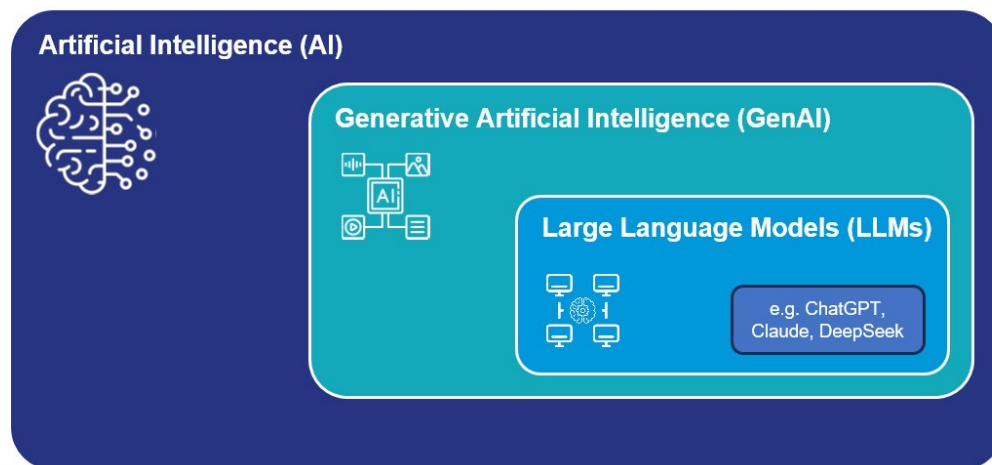 Artificial Intelligence (AI)
Generative Artificial Intelligence (GenAI)
AI
Large Language Models (LLMs)
e.g. ChatGPT,
Claude, DeepSeek